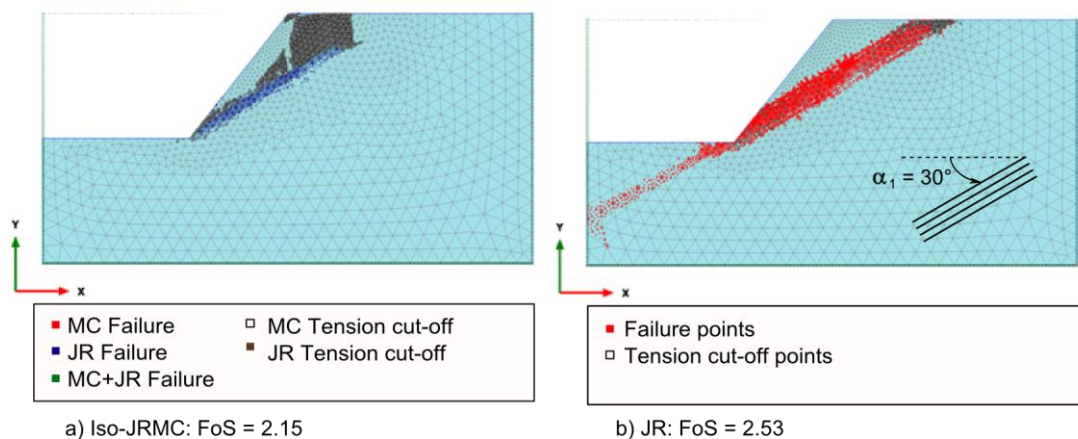 Y
X
MC Failure
MC Tension cut-off
JR Failure
JR Tension cut-off
MC+JR Failure
a) Iso-JRMC: FoS = 2.15
α1 = 30°
Y
X
Failure points
Tension cut-off points
b) JR: FoS = 2.53